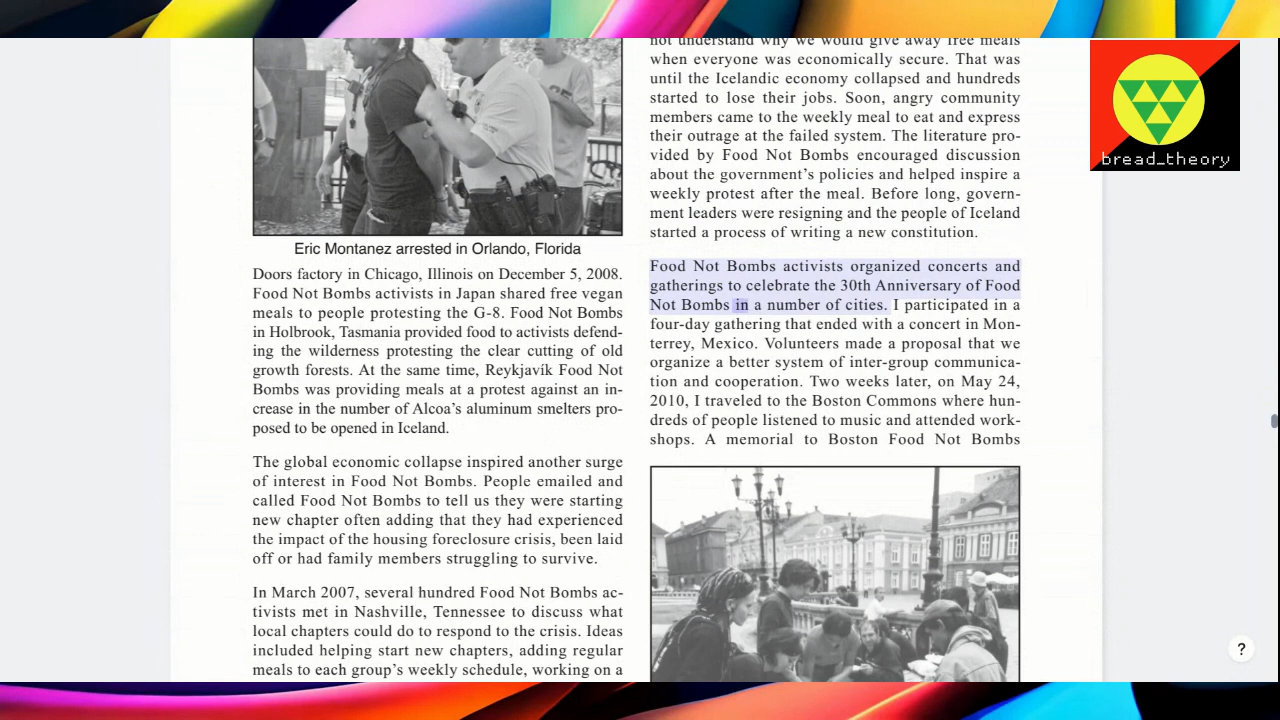 Eric Montanez arrested in Orlando, Florida
Doors factory in Chicago, Illinois on December 5, 2008.
Food Not Bombs activists in Japan shared free vegan
meals to people protesting the G-8. Food Not Bombs
in Holbrook, Tasmania provided food to activists defend-
ing the wilderness protesting the clear cutting of old
growth forests. At the same time, Reykjavík Food Not
Bombs was providing meals at a protest against an in-
crease in the number of Alcoa's aluminum smelters pro-
posed to be opened in Iceland.
The global economic collapse inspired another surge
of interest in Food Not Bombs. People emailed and
called Food Not Bombs to tell us they were starting
new chapter often adding that they had experienced
the impact of the housing foreclosure crisis, been laid
off or had family members struggling to survive.
In March 2007, several hundred Food Not Bombs ac-
tivists met in Nashville, Tennessee to discuss what
local chapters could do to respond to the crisis. Ideas
included helping start new chapters, adding regular
meals to each group's weekly schedule, working on a
not understand why we would give away free meals
when everyone was economically secure. That was
until the Icelandic economy collapsed and hundreds
started to lose their jobs. Soon, angry community
members came to the weekly meal to eat and express
their outrage at the failed system. The literature pro-
vided by Food Not Bombs encouraged discussion
about the government's policies and helped inspire a
weekly protest after the meal. Before long, govern-
ment leaders were resigning and the people of Iceland
started a process of writing a new constitution.
Food Not Bombs activists organized concerts and
gatherings to celebrate the 30th Anniversary of Food
Not Bombs in a number of cities. I participated in a
four-day gathering that ended with a concert in Mon-
terrey, Mexico. Volunteers made a proposal that we
organize a better system of inter-group communica-
tion and cooperation. Two weeks later, on May 24,
2010, I traveled to the Boston Commons where hun-
dreds of people listened to music and attended work-
shops. A memorial to Boston Food Not Bombs
bread_theory
?